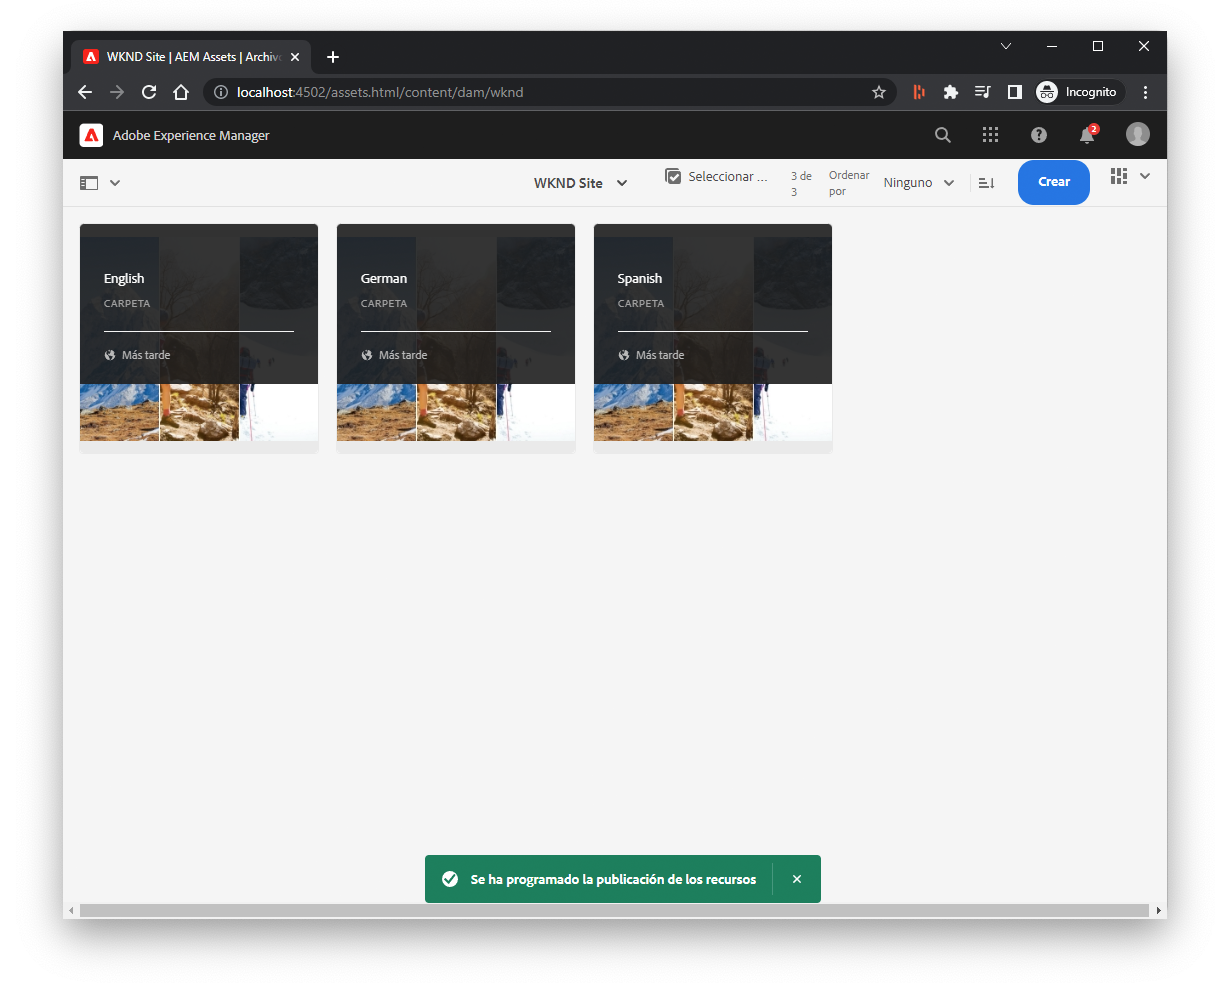 WKND Site | AEM Assets | Archiv
localhost:4502/assets.html/content/dam/wknd
Incognito
Adobe Experience Manager
2
WKND Site
Seleccionar ...
3 de
3
Ordenar
por
Ninguno
Crear
English
CARPETA
Más tarde
German
CARPETA
Más tarde
Spanish
CARPETA
Más tarde
Se ha programado la publicación de los recursos